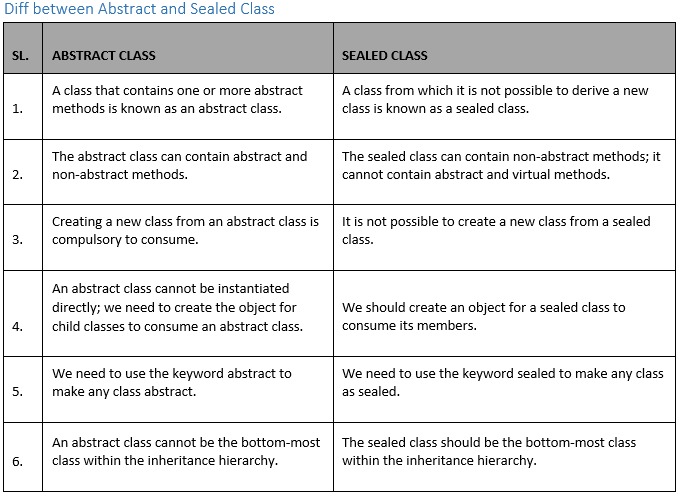 Diff between Abstract and Sealed Class
SL. ABSTRACT CLASS SEALED CLASS
1. A class that contains one or more abstract
methods is known as an abstract class.
A class from which it is not possible to derive a new
class is known as a sealed class.
2. The abstract class can contain abstract and
non-abstract methods.
The sealed class can contain non-abstract methods; it
cannot contain abstract and virtual methods.
3. Creating a new class from an abstract class is
compulsory to consume.
It is not possible to create a new class from a sealed
class.
4. An abstract class cannot be instantiated
directly; we need to create the object for
child classes to consume an abstract class.
We should create an object for a sealed class to
consume its members.
5. We need to use the keyword abstract to
make any class abstract.
We need to use the keyword sealed to make any class
as sealed.
6. An abstract class cannot be the bottom-most
class within the inheritance hierarchy.
The sealed class should be the bottom-most class
within the inheritance hierarchy.